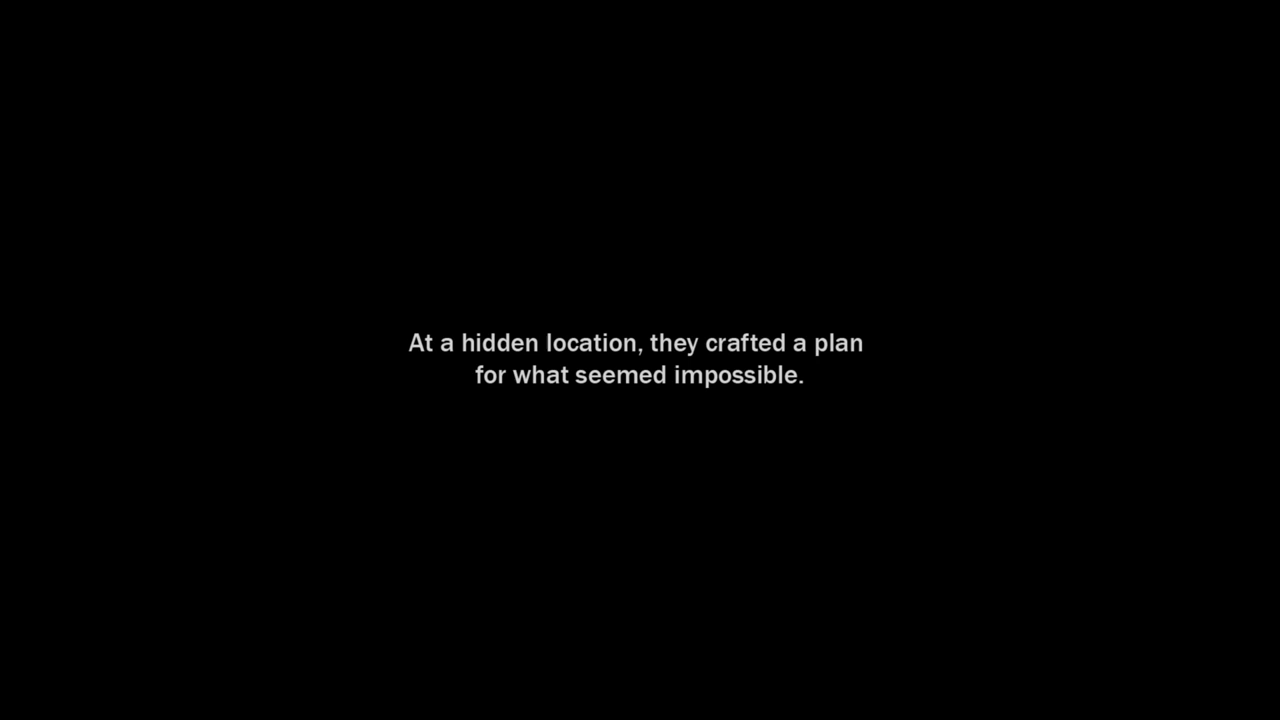 At a hidden location, they crafted a plan
for what seemed impossible.